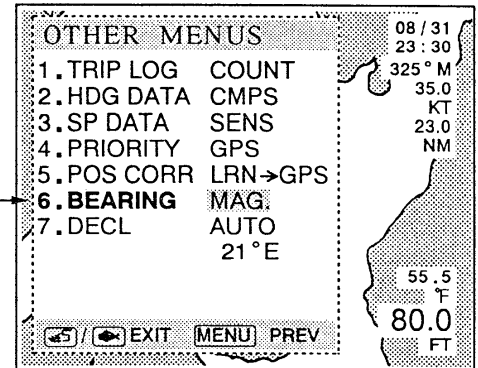 OTHER MENUS
1.TRIP LOG COUNT
2.HDG DATA CMPS
3.SP DATA SENS
4.PRIORITY GPS
5.POS CORR LRN→GPS
6.BEARING MAG.
7.DECL AUTO
21°E
/ EXIT MENU PREV
08/31
23:30
325°M
35.0
KT
23.0
NM
55.5
°F
80.0
FT